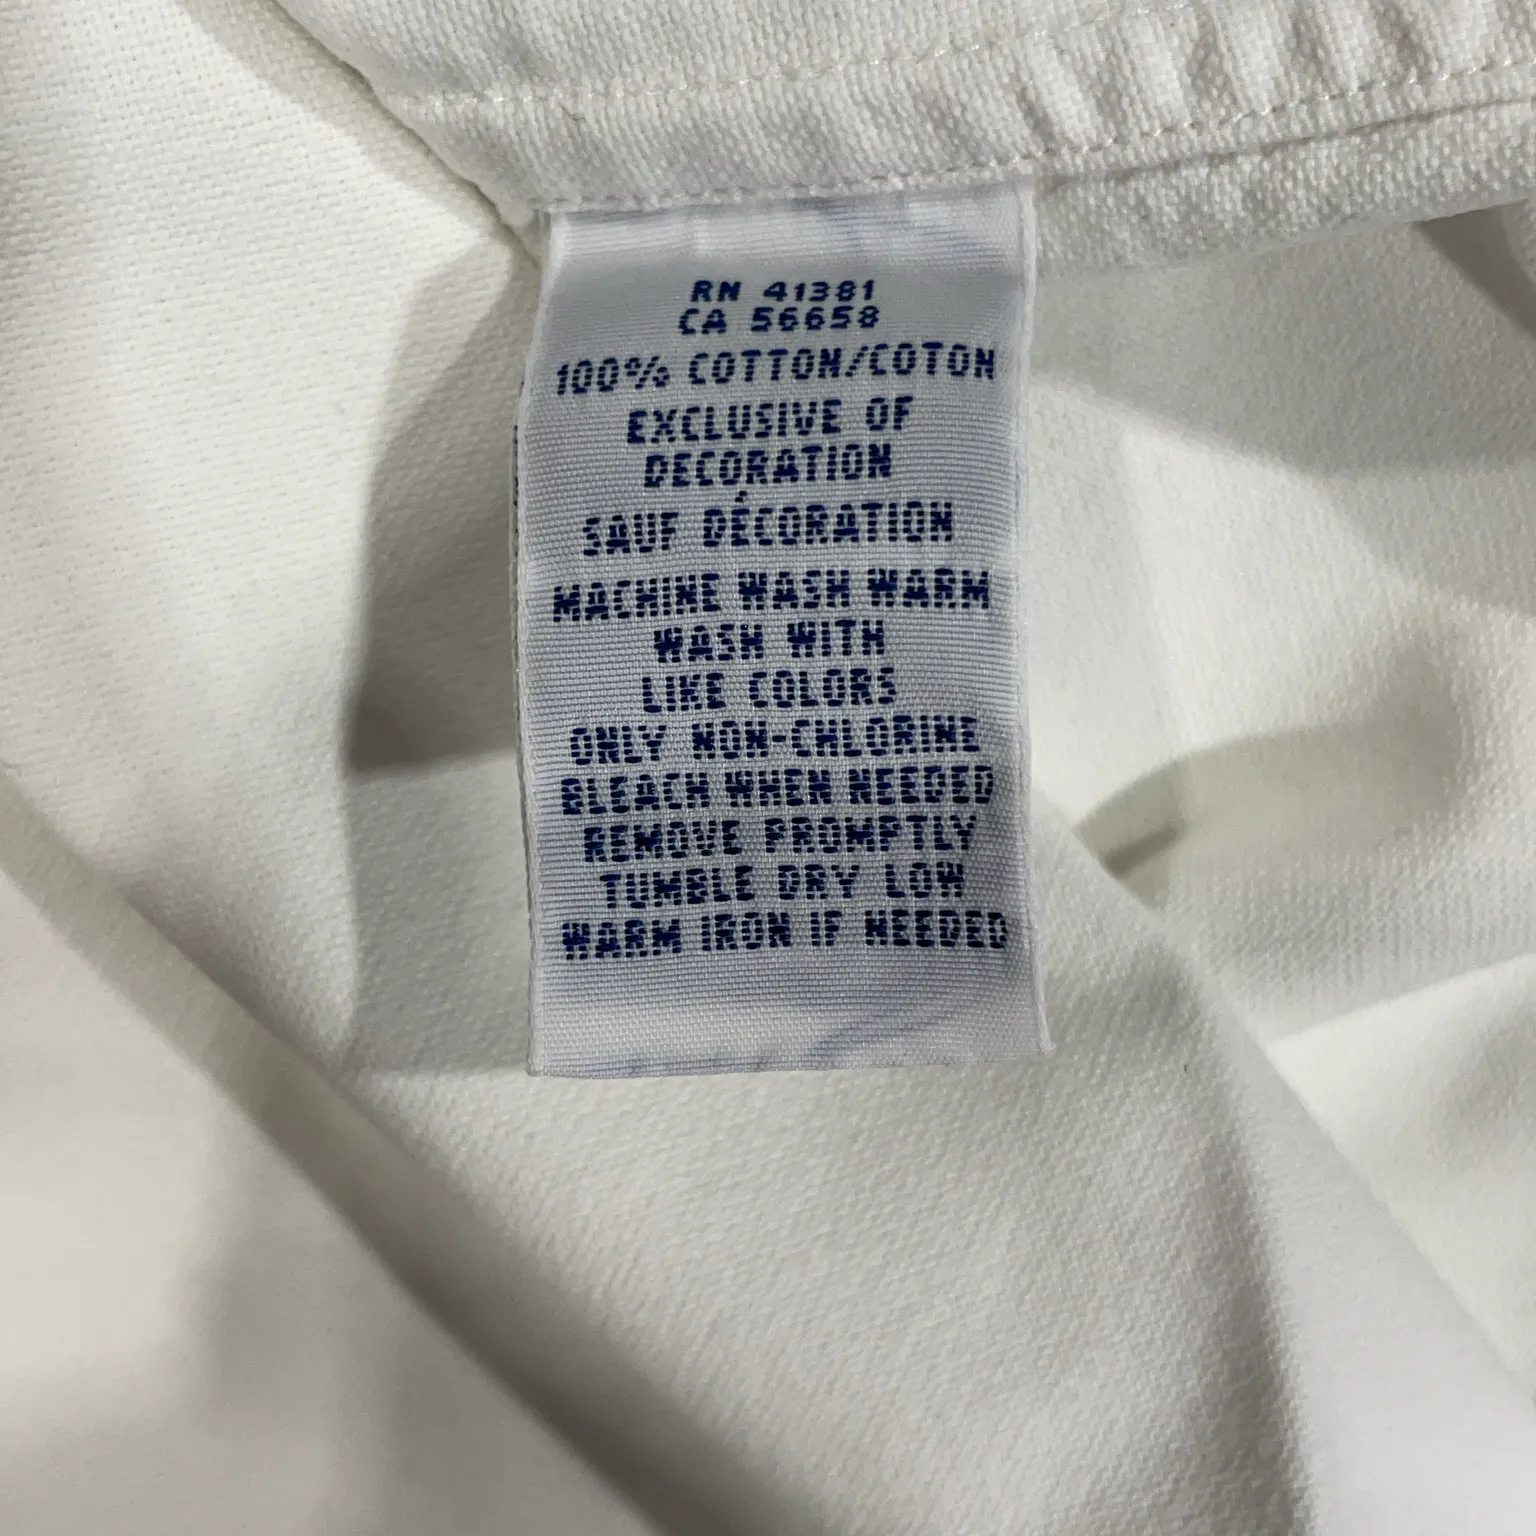 RN 41381
CA 56658
100% COTTON/COTON
EXCLUSIVE OF
DECORATION
SAUF DÉCORATION
MACHINE WASH WARM
WASH WITH
LIKE COLORS
ONLY NON-CHLORINE
BLEACH WHEN NEEDED
REMOVE PROMPTLY
TUMBLE DRY LOW
WARM IRON IF NEEDED